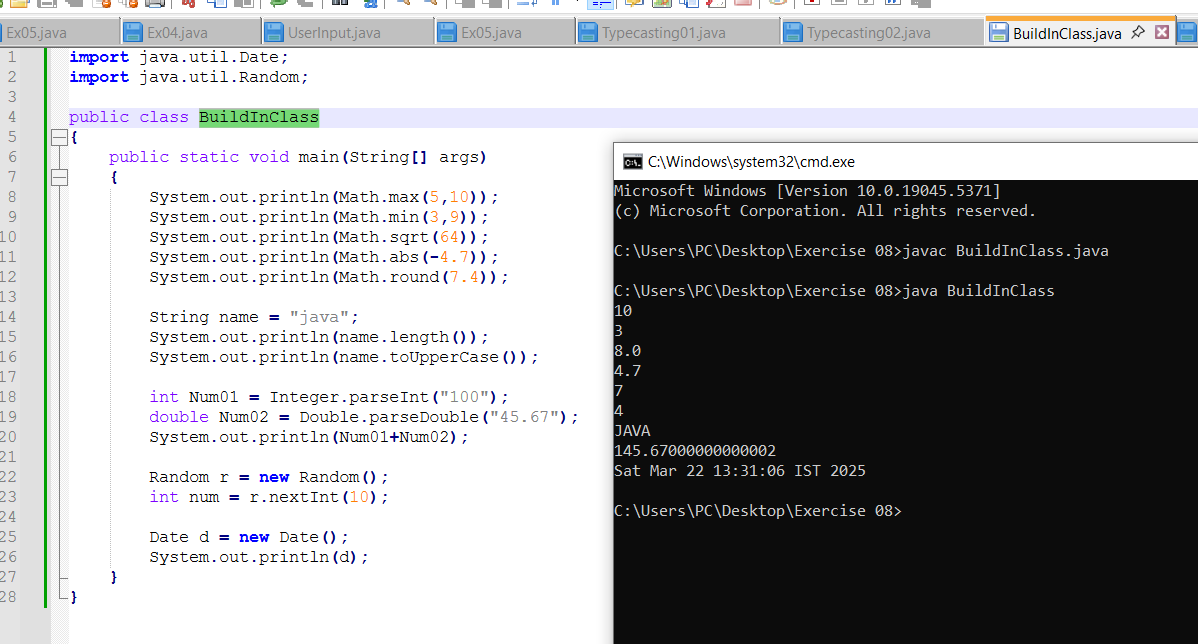 Ex05.java Ex04.java UserInput.java Ex05.java Typecasting01.java Typecasting02.java BuildInClass.java
1 import java.util.Date;
2 import java.util.Random;
3
4 public class BuildInClass
5 {
6 public static void main(String[] args)
7 {
8 System.out.println(Math.max(5,10));
9 System.out.println(Math.min(3,9));
10 System.out.println(Math.sqrt(64));
11 System.out.println(Math.abs(-4.7));
12 System.out.println(Math.round(7.4));
13
14 String name = "java";
15 System.out.println(name.length());
16 System.out.println(name.toUpperCase());
17
18 int Num01 = Integer.parseInt("100");
19 double Num02 = Double.parseDouble("45.67");
20 System.out.println(Num01+Num02);
21
22 Random r = new Random();
23 int num = r.nextInt(10);
24
25 Date d = new Date();
26 System.out.println(d);
27 }
28 }
C:\Windows\system32\cmd.exe
Microsoft Windows [Version 10.0.19045.5371]
(c) Microsoft Corporation. All rights reserved.
C:\Users\PC\Desktop\Exercise 08>javac BuildInClass.java
C:\Users\PC\Desktop\Exercise 08>java BuildInClass
10
3
8.0
4.7
7
4
JAVA
145.67000000000002
Sat Mar 22 13:31:06 IST 2025
C:\Users\PC\Desktop\Exercise 08>